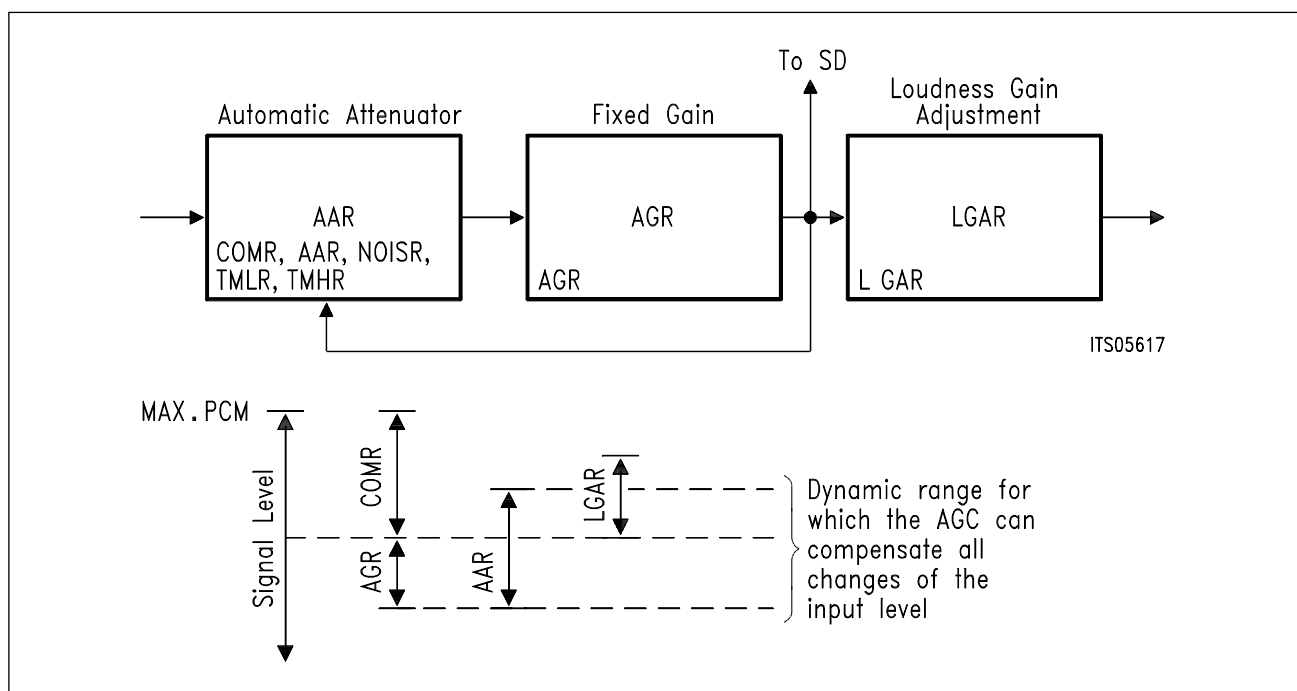 To SD
Automatic Attenuator
Fixed Gain
Loudness Gain
Adjustment
AAR
COMR, AAR, NOISR,
TMLR, TMHR
AGR
AGR
LGAR
L GAR
ITS05617
MAX.PCM
Signal Level
COMR
AGR
AAR
LGAR
Dynamic range for
which the AGC can
compensate all
changes of the
input level